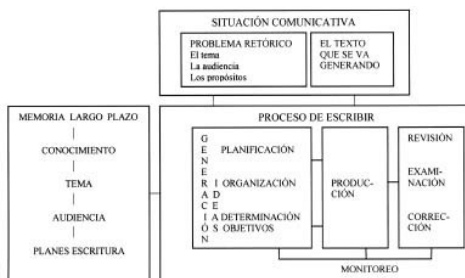 SITUACIÓN COMUNICATIVA
PROBLEMA RETÓRICO
El tema
La audiencia
Los propósitos
EL TEXTO
QUE SE VA
GENERANDO
MEMORIA LARGO PLAZO
CONOCIMIENTO
TEMA
AUDIENCIA
PLANES ESCRITURA
PROCESO DE ESCRIBIR
GENERACIÓN
IDEAS
PLANIFICACIÓN
ORGANIZACIÓN
DETERMINACIÓN
OBJETIVOS
PRODUC-
CIÓN
REVISIÓN
EXAMI-
NACIÓN
CORREC-
CIÓN
MONITOREO